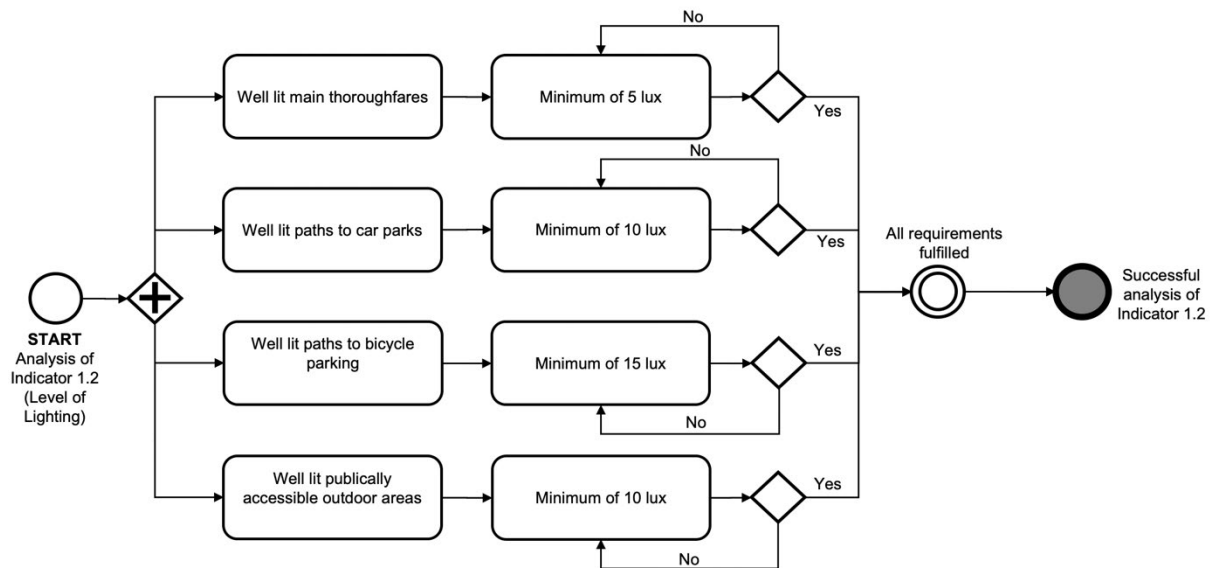 No
Well lit main thoroughfares
Minimum of 5 lux
Yes
No
Well lit paths to car parks
Minimum of 10 lux
Yes
All requirements
fulfilled
START
Analysis of
Indicator 1.2
(Level of
Lighting)
Successful
analysis of
Indicator 1.2
Well lit paths to bicycle
parking
Minimum of 15 lux
Yes
No
Well lit publically
accessible outdoor areas
Minimum of 10 lux
Yes
No